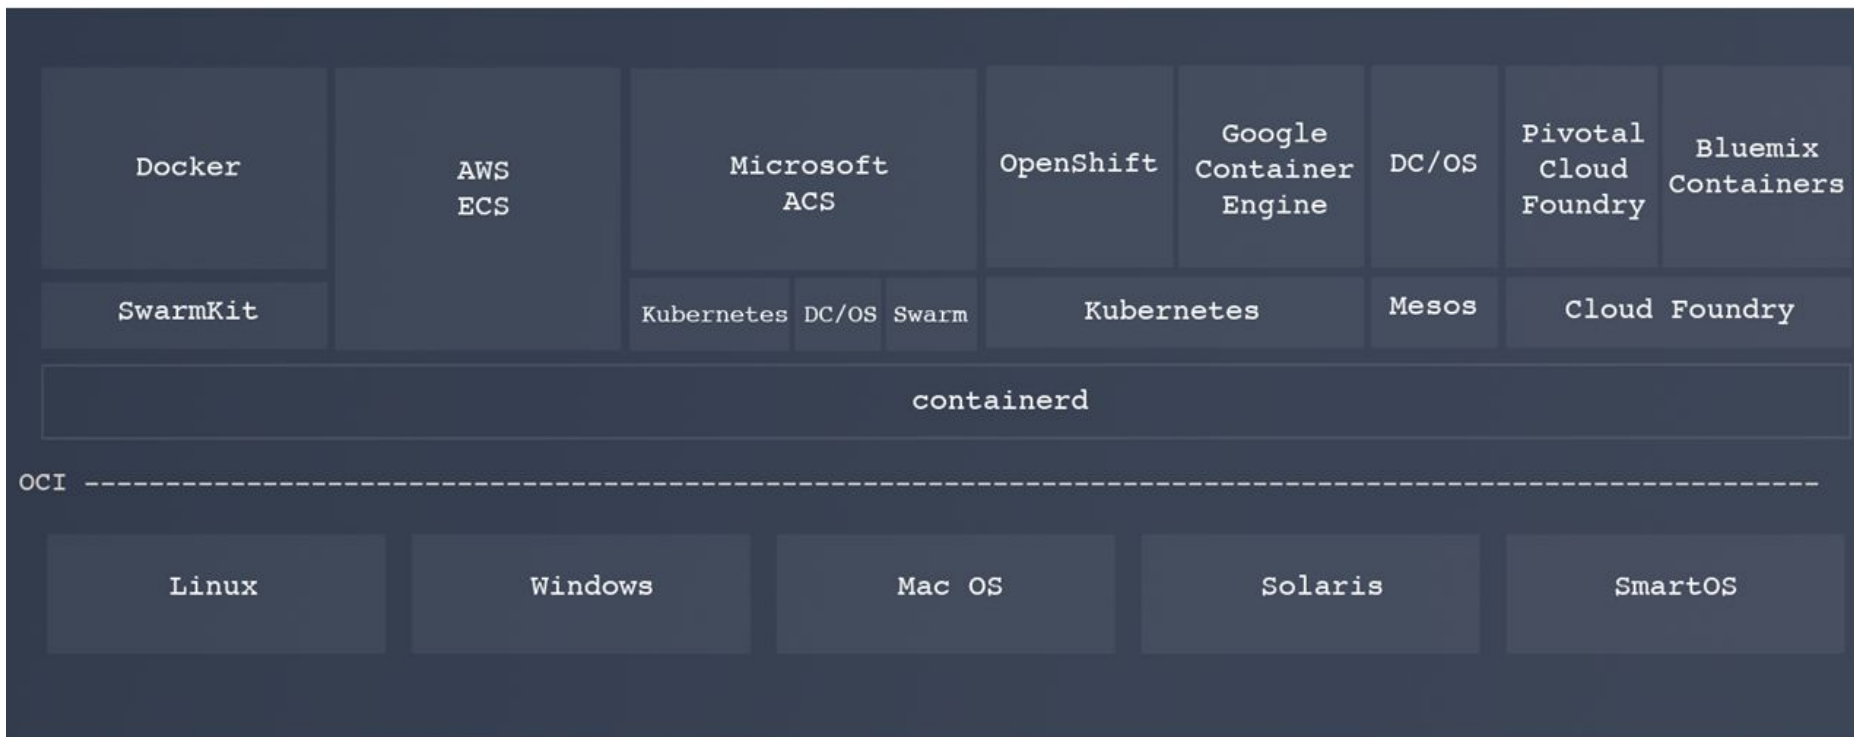 Docker
AWS
ECS
Microsoft
ACS
OpenShift
Google
Container
Engine
DC/OS
Pivotal
Cloud
Foundry
Bluemix
Containers
SwarmKit
Kubernetes
DC/OS
Swarm
Kubernetes
Mesos
Cloud Foundry
containerd
OCI
Linux
Windows
Mac OS
Solaris
SmartOS